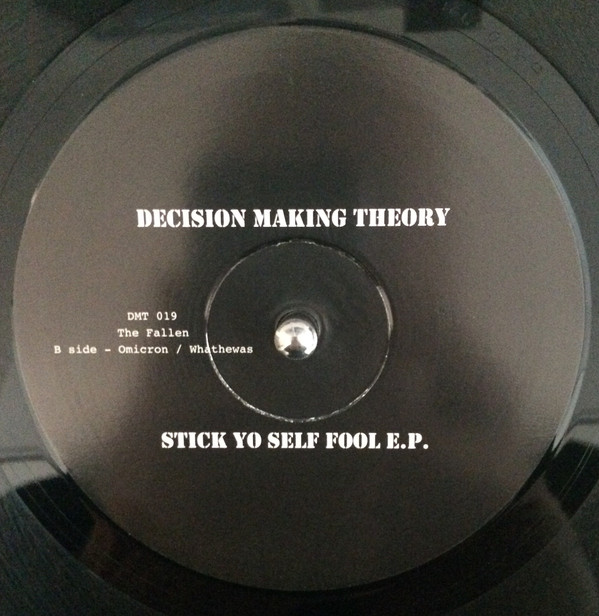 DECISION MAKING THEORY
DMT 019
The Fallen
B side - Omicron / Whathewas
STICK YO SELF FOOL E.P.